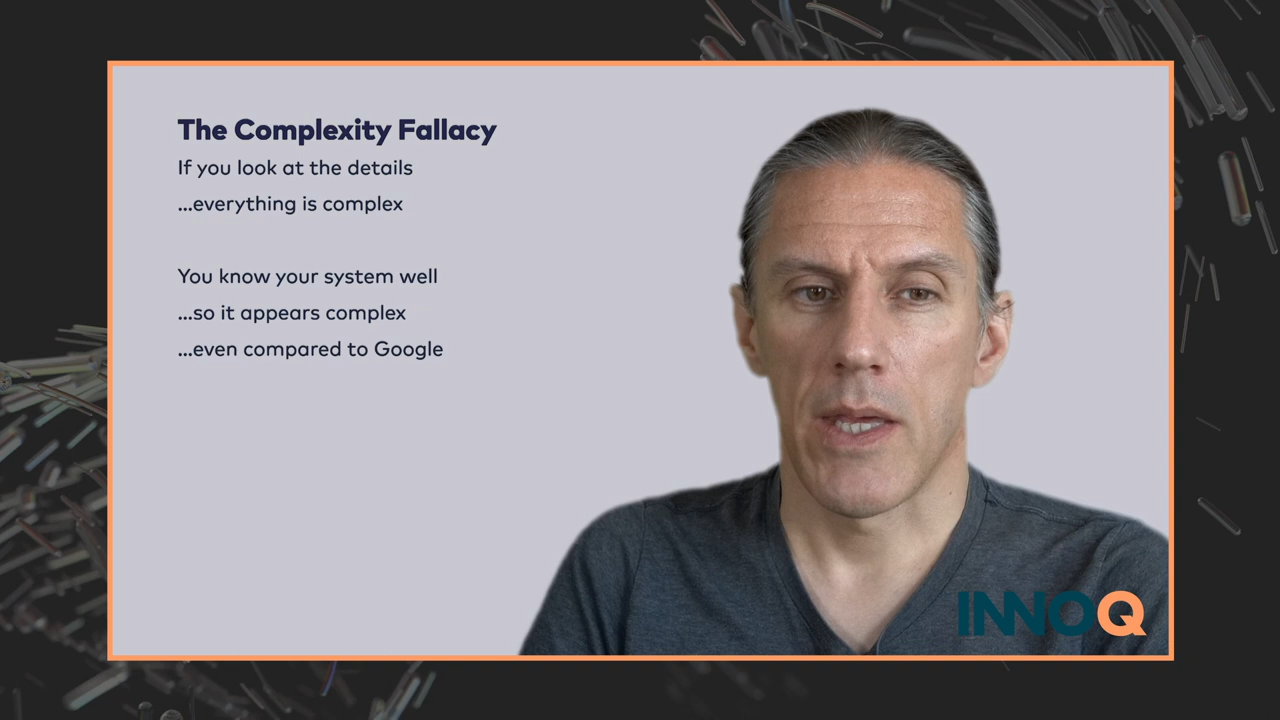 The Complexity Fallacy
If you look at the details
...everything is complex
You know your system well
...so it appears complex
...even compared to Google
INNOQ